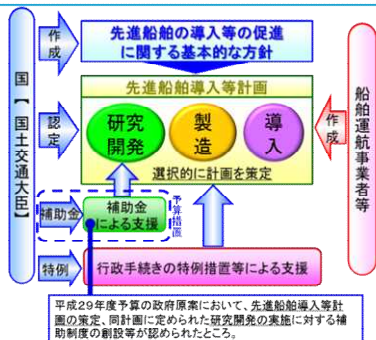 作成
先進船舶の導入等の促進
に関する基本的な方針
国【国土交通大臣】
船舶運航事業者等
先進船舶導入等計画
認定
研究
開発
製
造
導
入
作成
選択的に計画を策定
予算措置
補助金
補助金
による支援
特例
行政手続きの特例措置等による支援
平成29年度予算の政府原案において、先進船舶導入等計
画の策定、同計画に定められた研究開発の実施に対する補
助制度の創設等が認められたところ。